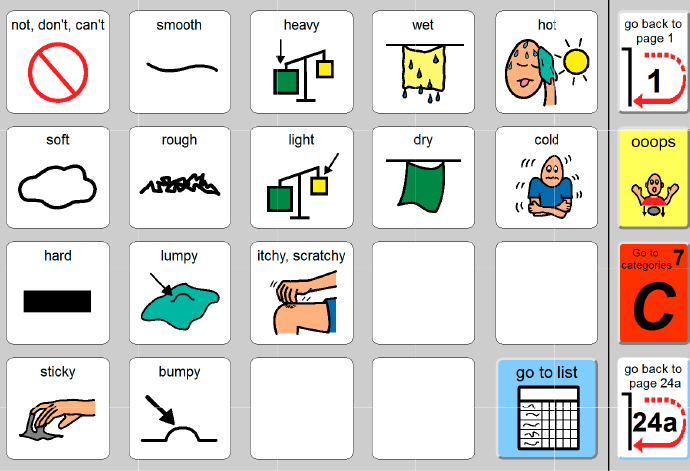 not, don't, can't
smooth
heavy
wet
hot
go back to
page 1
1
soft
rough
light
dry
cold
ooops
hard
lumpy
itchy, scratchy
Go to
categories 7
C
sticky
bumpy
go to list
go back to
page 24a
24a